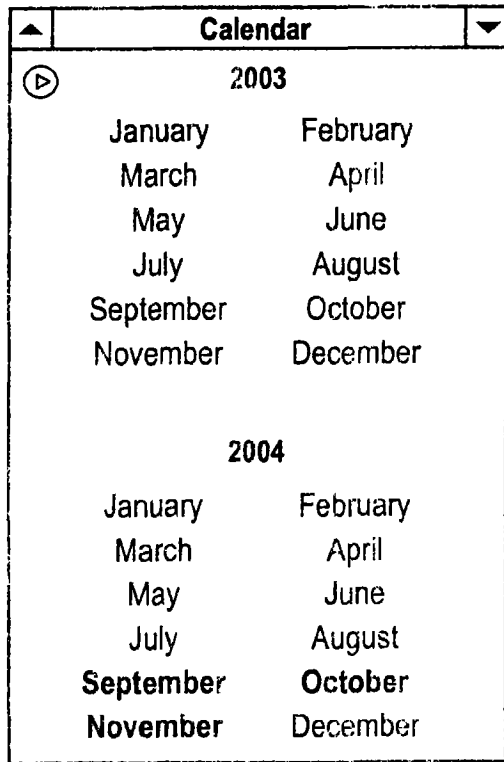 Calendar
2003
January February
March April
May June
July August
September October
November December
2004
January February
March April
May June
July August
September October
November December